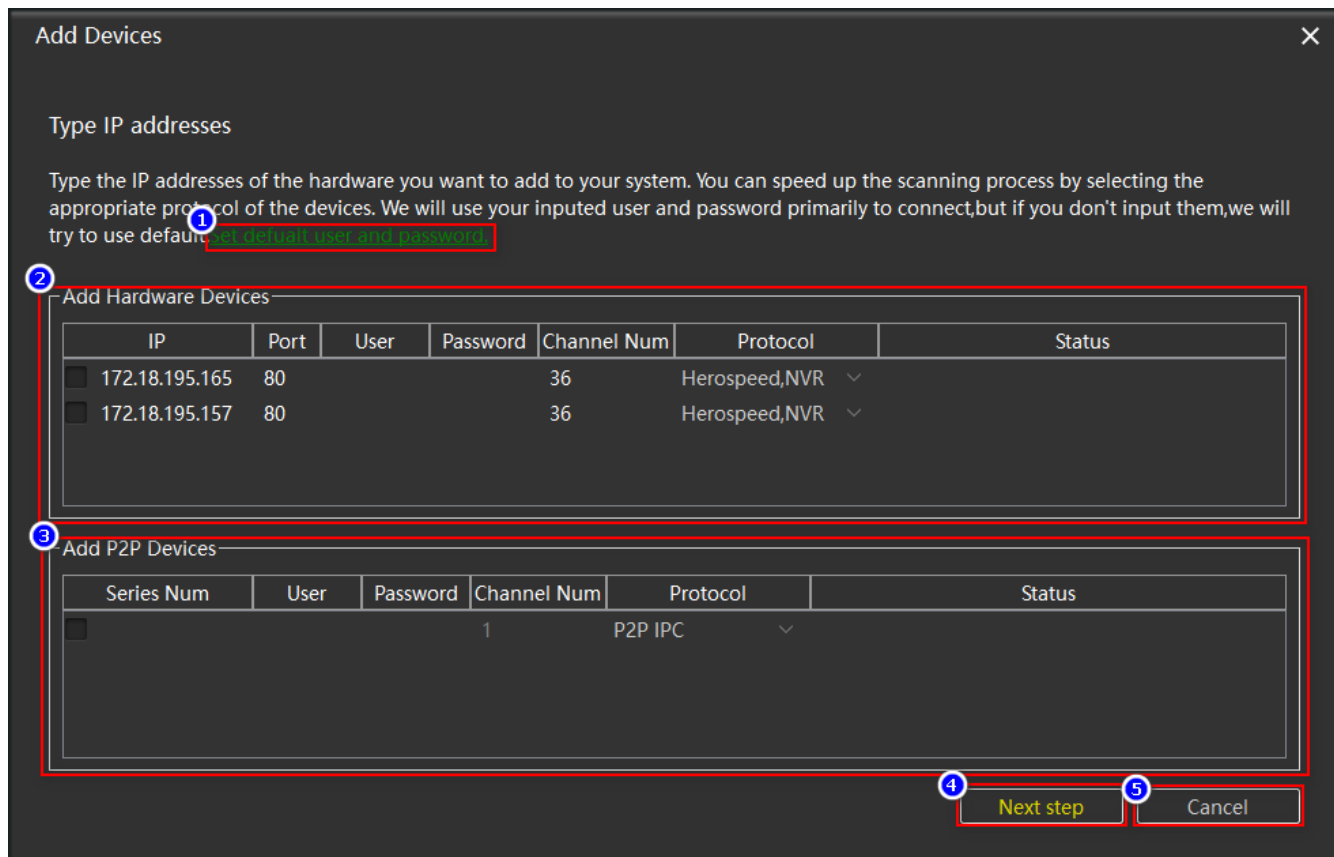 Add Devices
Type IP addresses
Type the IP addresses of the hardware you want to add to your system. You can speed up the scanning process by selecting the
appropriate protocol of the devices. We will use your inputed user and password primarily to connect,but if you don't input them,we will
try to use default.Set defualt user and password.
1
2
Add Hardware Devices
IP Port User Password Channel Num Protocol Status
172.18.195.165 80 36 Herospeed,NVR
172.18.195.157 80 36 Herospeed,NVR
3
Add P2P Devices
Series Num User Password Channel Num Protocol Status
1 P2P IPC
4 Next step 5 Cancel